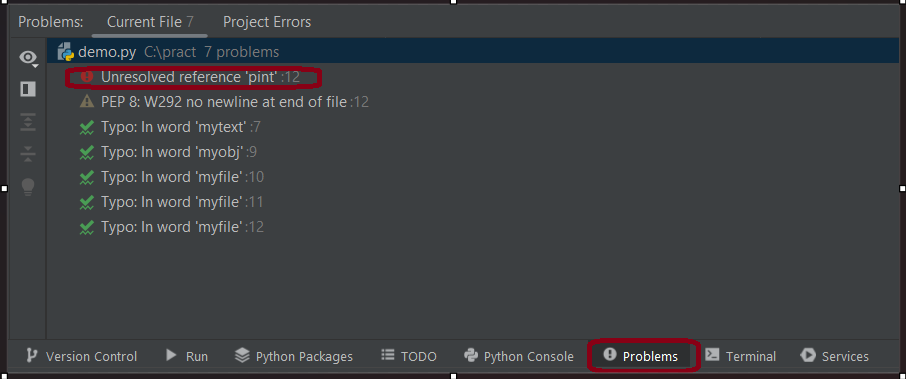 Problems: Current File 7 Project Errors
demo.py C:\pract 7 problems
Unresolved reference 'pint' :12
PEP 8: W292 no newline at end of file :12
Typo: In word 'mytext' :7
Typo: In word 'myobj' :9
Typo: In word 'myfile' :10
Typo: In word 'myfile' :11
Typo: In word 'myfile' :12
Version Control Run Python Packages TODO Python Console Problems Terminal Services